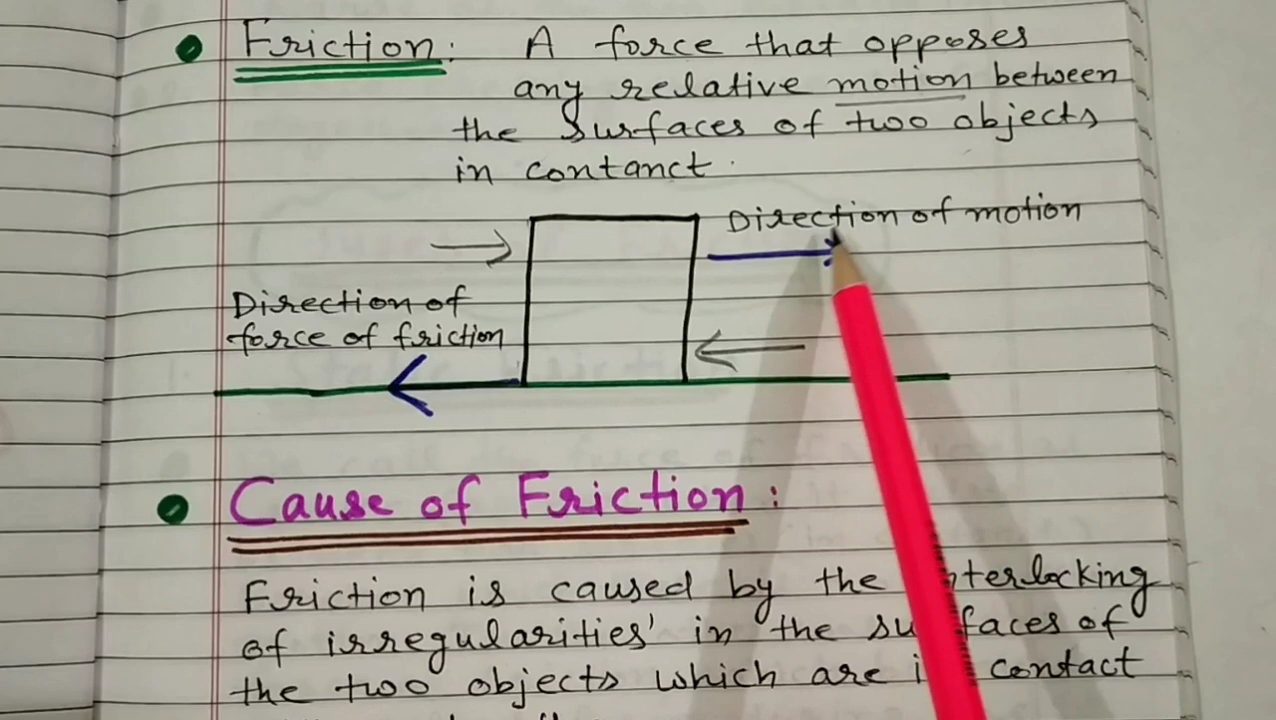 Friction: A force that opposes
any relative motion between
the surfaces of two objects
in contanct.
Direction of motion
Direction of
force of friction
Cause of Friction:
Friction is caused by the
of irregularities' in the
the two objects which are contact